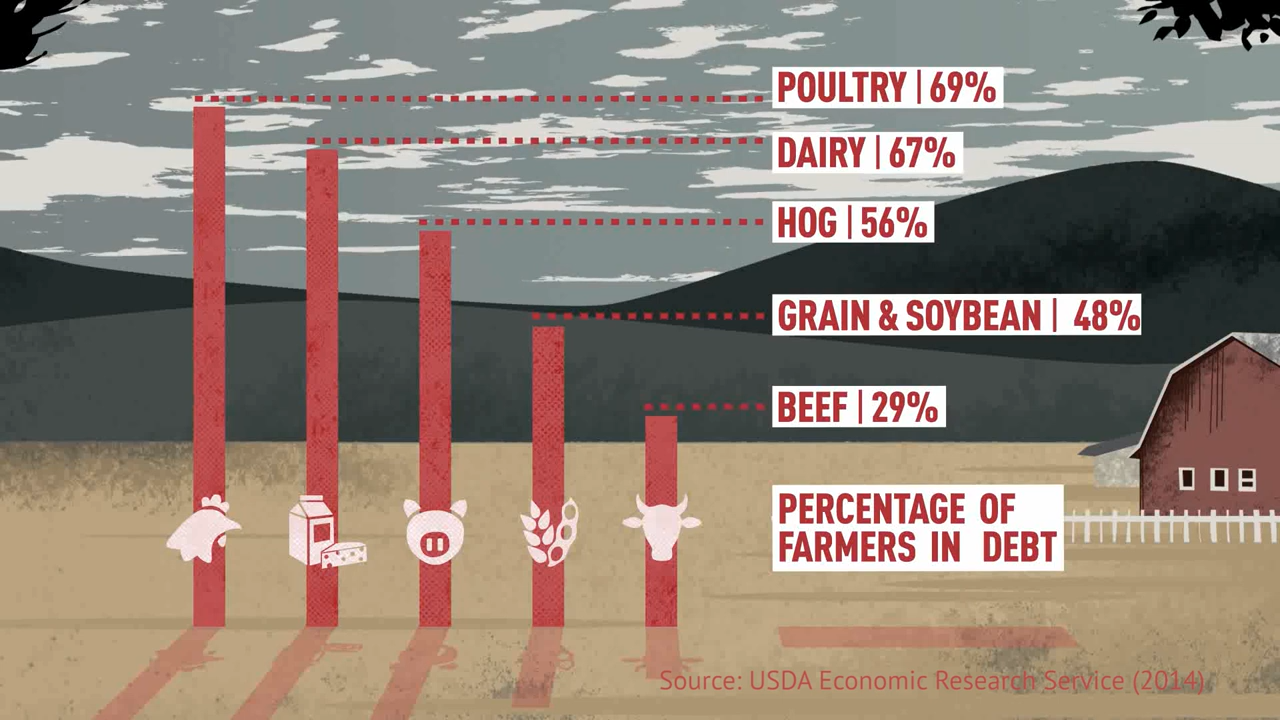 POULTRY | 69%
DAIRY | 67%
HOG | 56%
GRAIN & SOYBEAN | 48%
BEEF | 29%
PERCENTAGE OF
FARMERS IN DEBT
Source: USDA Economic Research Service (2014)